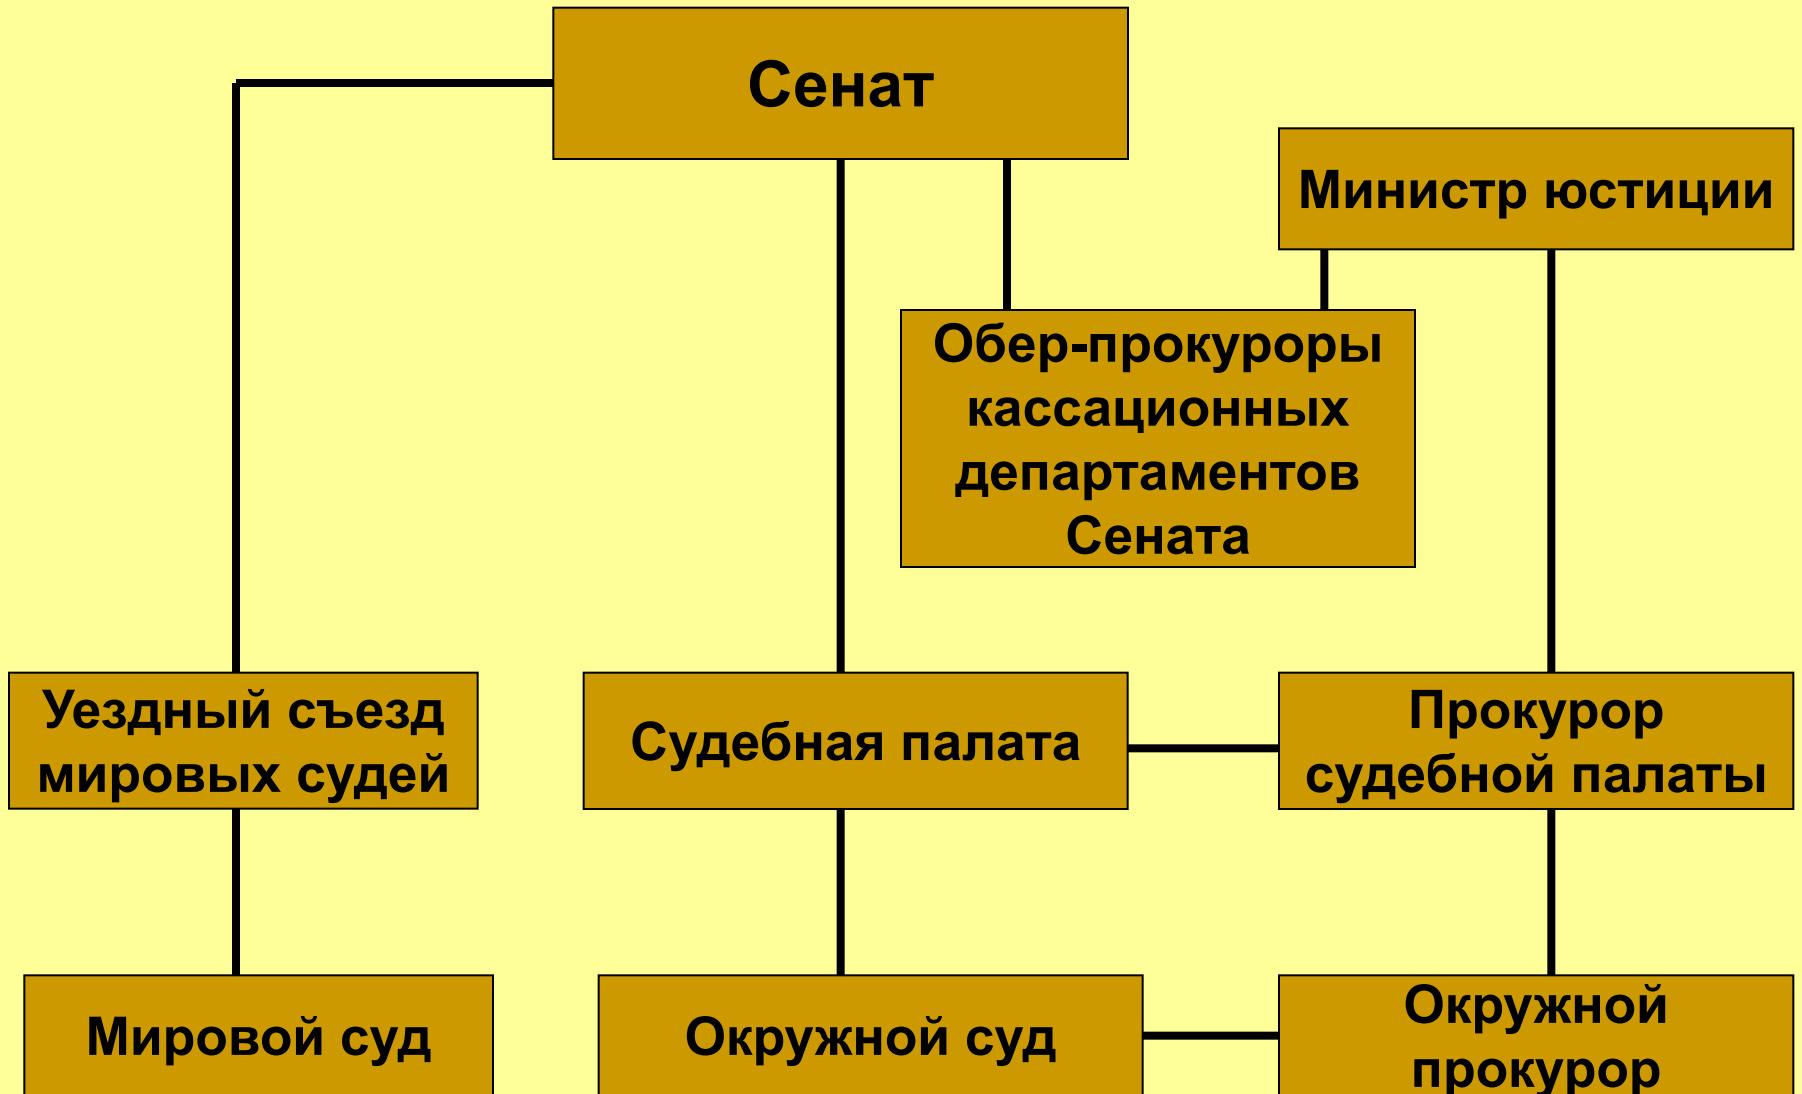 Сенат
Министр юстиции
Обер-прокуроры
кассационных
департаментов
Сената
Уездный съезд
мировых судей
Судебная палата
Прокурор
судебной палаты
Мировой суд
Окружной суд
Окружной
прокурор